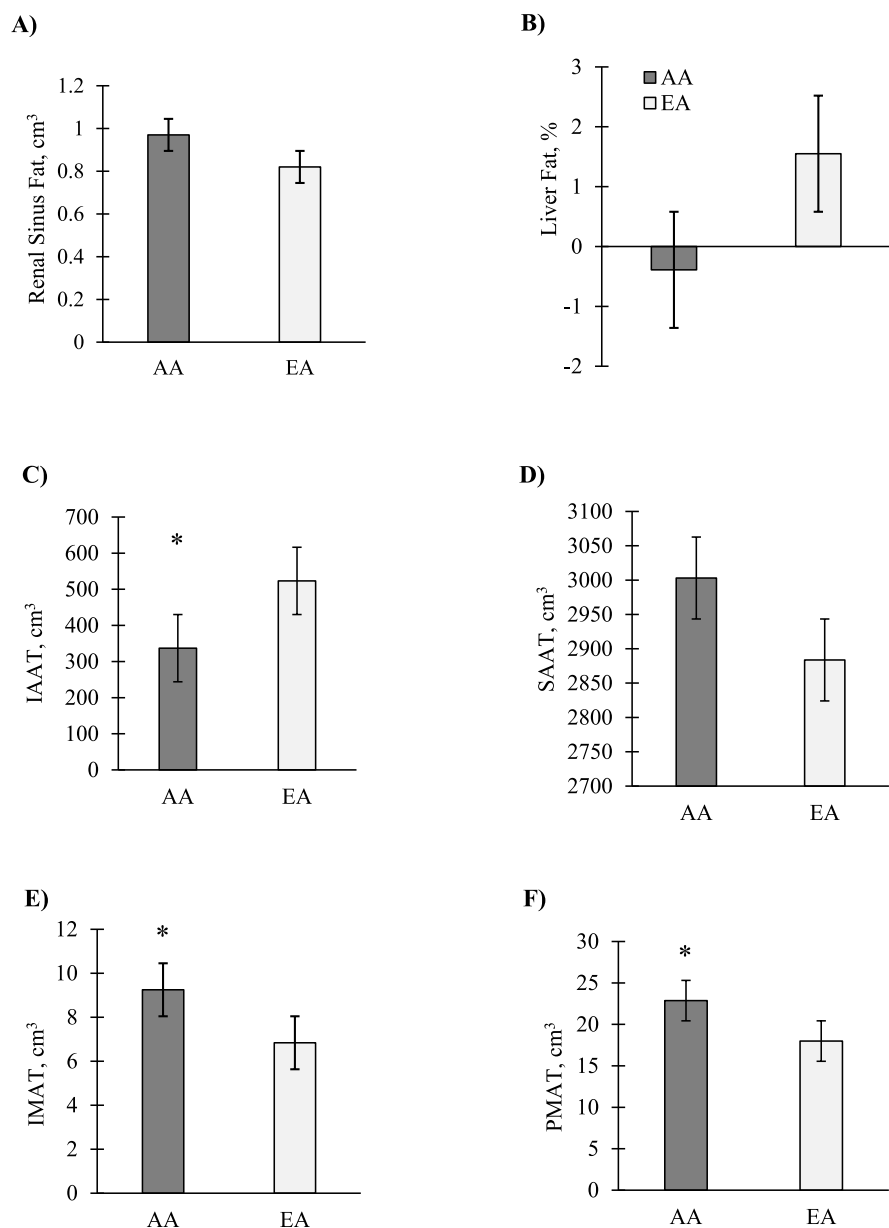 A)
Renal Sinus Fat, cm³
1.2
1
0.8
0.6
0.4
0.2
0
AA
EA
B)
Liver Fat, %
3
2
1
0
-1
-2
AA
EA
C)
IAAT, cm³
700
600
500
400
300
200
100
0
*
AA
EA
D)
SAAT, cm³
3100
3050
3000
2950
2900
2850
2800
2750
2700
AA
EA
E)
IMAT, cm³
12
10
8
6
4
2
0
*
AA
EA
F)
PMAT, cm³
30
25
20
15
10
5
0
*
AA
EA